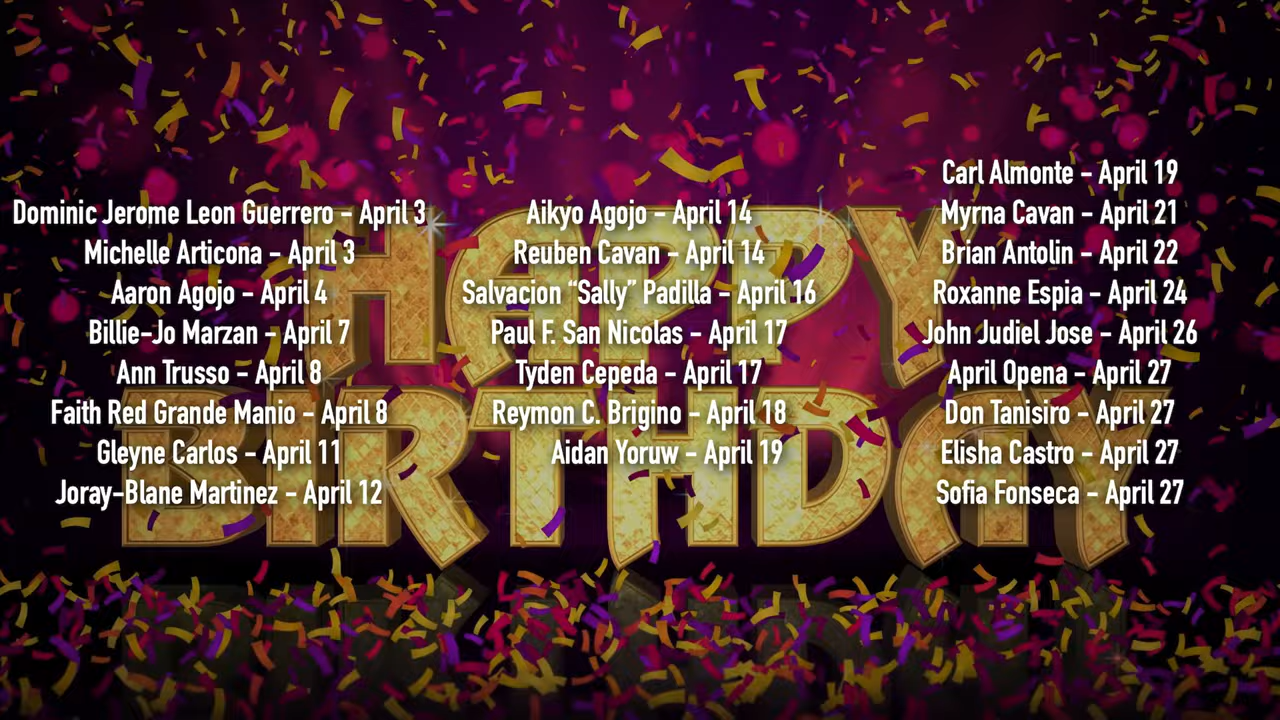 HAPPY
BIRTHDAY
Dominic Jerome Leon Guerrero – April 3
Michelle Articona – April 3
Aaron Agojo – April 4
Billie-Jo Marzan – April 7
Ann Trusso – April 8
Faith Red Grande Manio – April 8
Gleyne Carlos – April 11
Joray-Blane Martinez – April 12
Aikyo Agojo – April 14
Reuben Cavan – April 14
Salvacion “Sally” Padilla – April 16
Paul F. San Nicolas – April 17
Tyden Cepeda – April 17
Reymon C. Brigino – April 18
Aidan Yoruw – April 19
Carl Almonte – April 19
Myrna Cavan – April 21
Brian Antolin – April 22
Roxanne Espia – April 24
John Judiel Jose – April 26
April Opena – April 27
Don Tanisiro – April 27
Elisha Castro – April 27
Sofia Fonseca – April 27